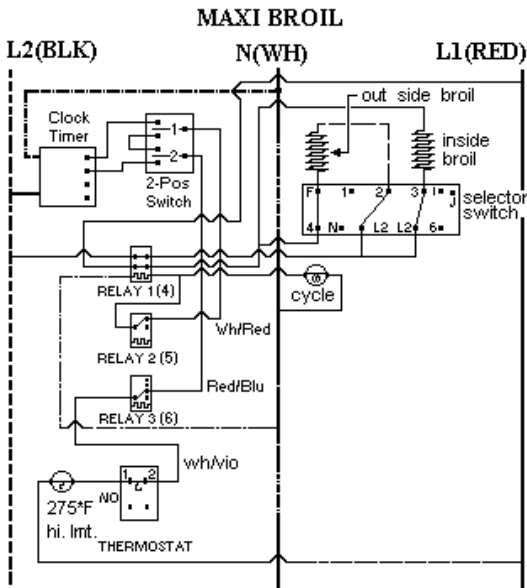 MAXI BROIL
L2(BLK) N(WH) L1(RED)
Clock
Timer
1
2
2-Pos
Switch
out side broil
inside
broil
F 1 2 3 I J
4 N L2 L2 6
selector
switch
RELAY 1(4)
cycle
RELAY 2 (5)
Wh/Red
RELAY 3 (6)
Red/Blu
wh/vio
1 2
NO
275*F
hi. lmt.
THERMOSTAT